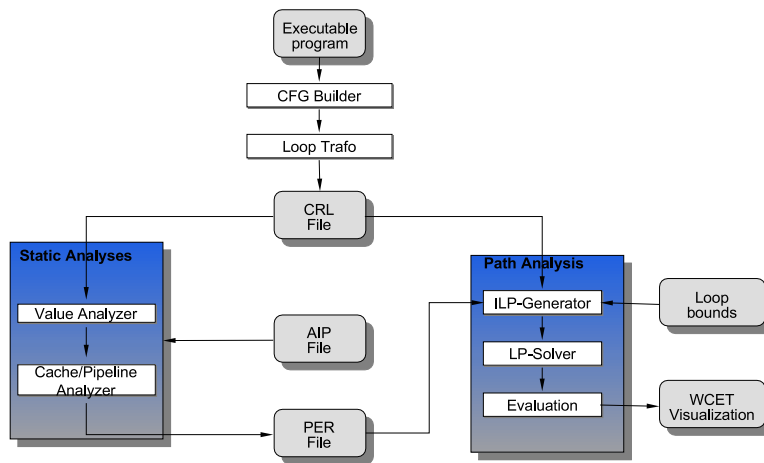 Executable
program
CFG Builder
Loop Trafo
CRL
File
Static Analyses
Value Analyzer
Cache/Pipeline
Analyzer
AIP
File
PER
File
Path Analysis
ILP-Generator
LP-Solver
Evaluation
Loop
bounds
WCET
Visualization